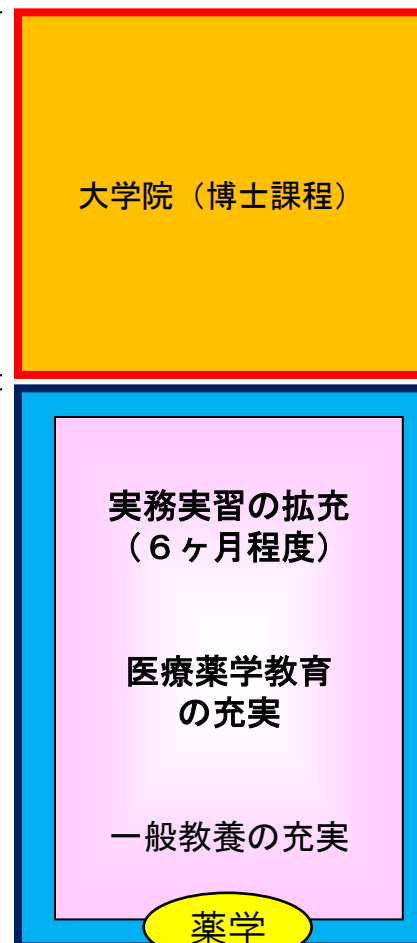 大学院（博士課程）
実務実習の拡充
（６ヶ月程度）
医療薬学教育
の充実
一般教養の充実
薬学